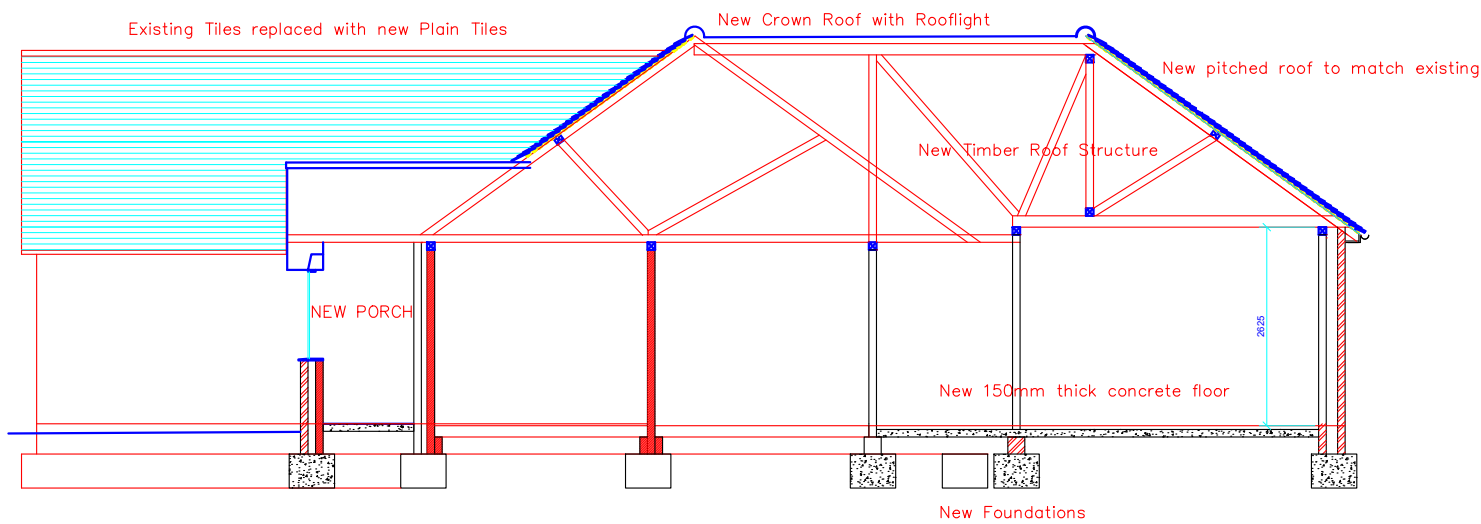 New Crown Roof with Rooflight
Existing Tiles replaced with new Plain Tiles
New pitched roof to match existing
New Timber Roof Structure
NEW PORCH
2625
New 150mm thick concrete floor
New Foundations